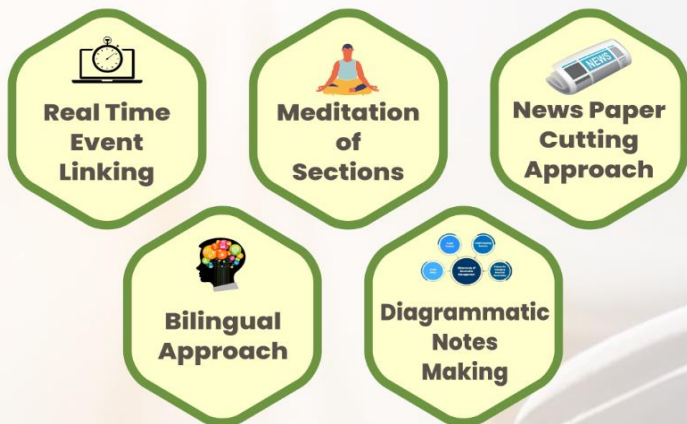 Real Time
Event
Linking
Meditation
of
Sections
NEWS
News Paper
Cutting
Approach
Bilingual
Approach
Diagrammatic
Notes
Making